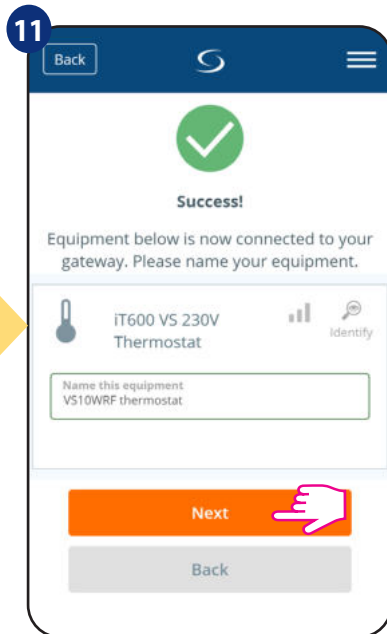 11
Back
Success!
Equipment below is now connected to your
gateway. Please name your equipment.
iT600 VS 230V
Thermostat
Identify
Name this equipment
VS10WRF thermostat
Next
Back